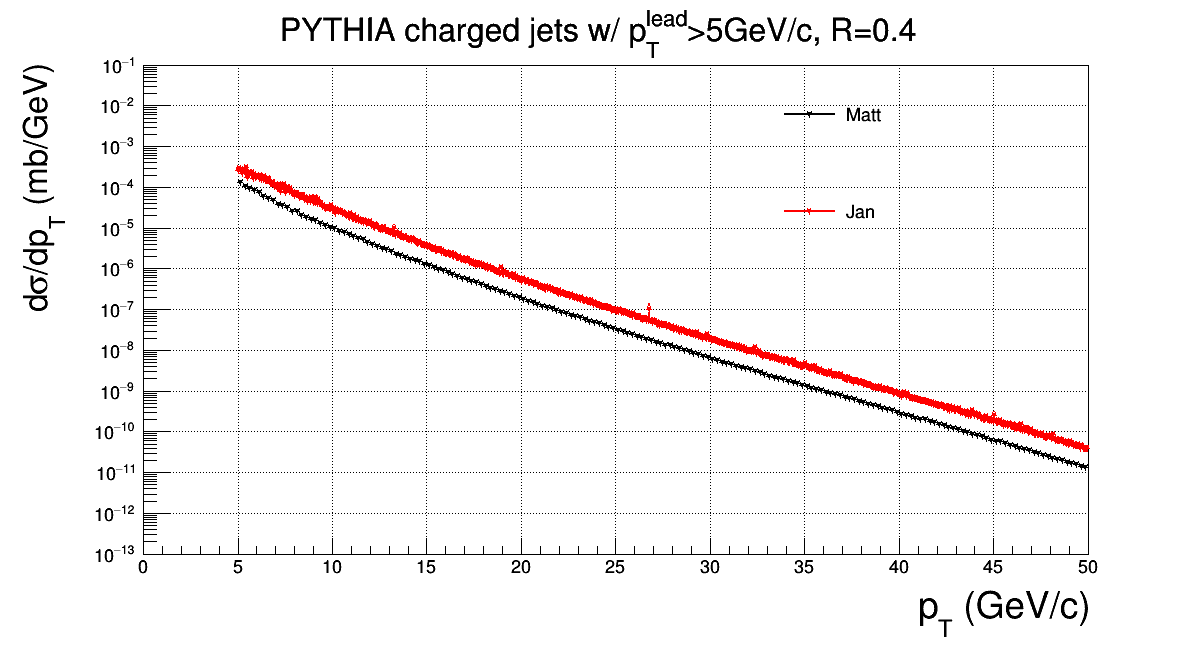 PYTHIA charged jets w/ p_T^lead>5GeV/c, R=0.4
dσ/dp_T (mb/GeV)
10⁻¹
10⁻²
10⁻³
10⁻⁴
10⁻⁵
10⁻⁶
10⁻⁷
10⁻⁸
10⁻⁹
10⁻¹⁰
10⁻¹¹
10⁻¹²
10⁻¹³
Matt
Jan
0 5 10 15 20 25 30 35 40 45 50
p_T (GeV/c)